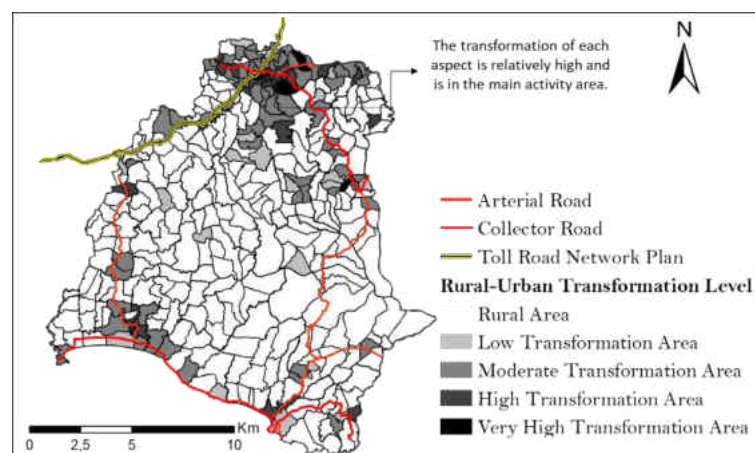 The transformation of each
aspect is relatively high and
is in the main activity area.
N
Arterial Road
Collector Road
Toll Road Network Plan
Rural-Urban Transformation Level
Rural Area
Low Transformation Area
Moderate Transformation Area
High Transformation Area
Very High Transformation Area
Km
0 2,5 5 10